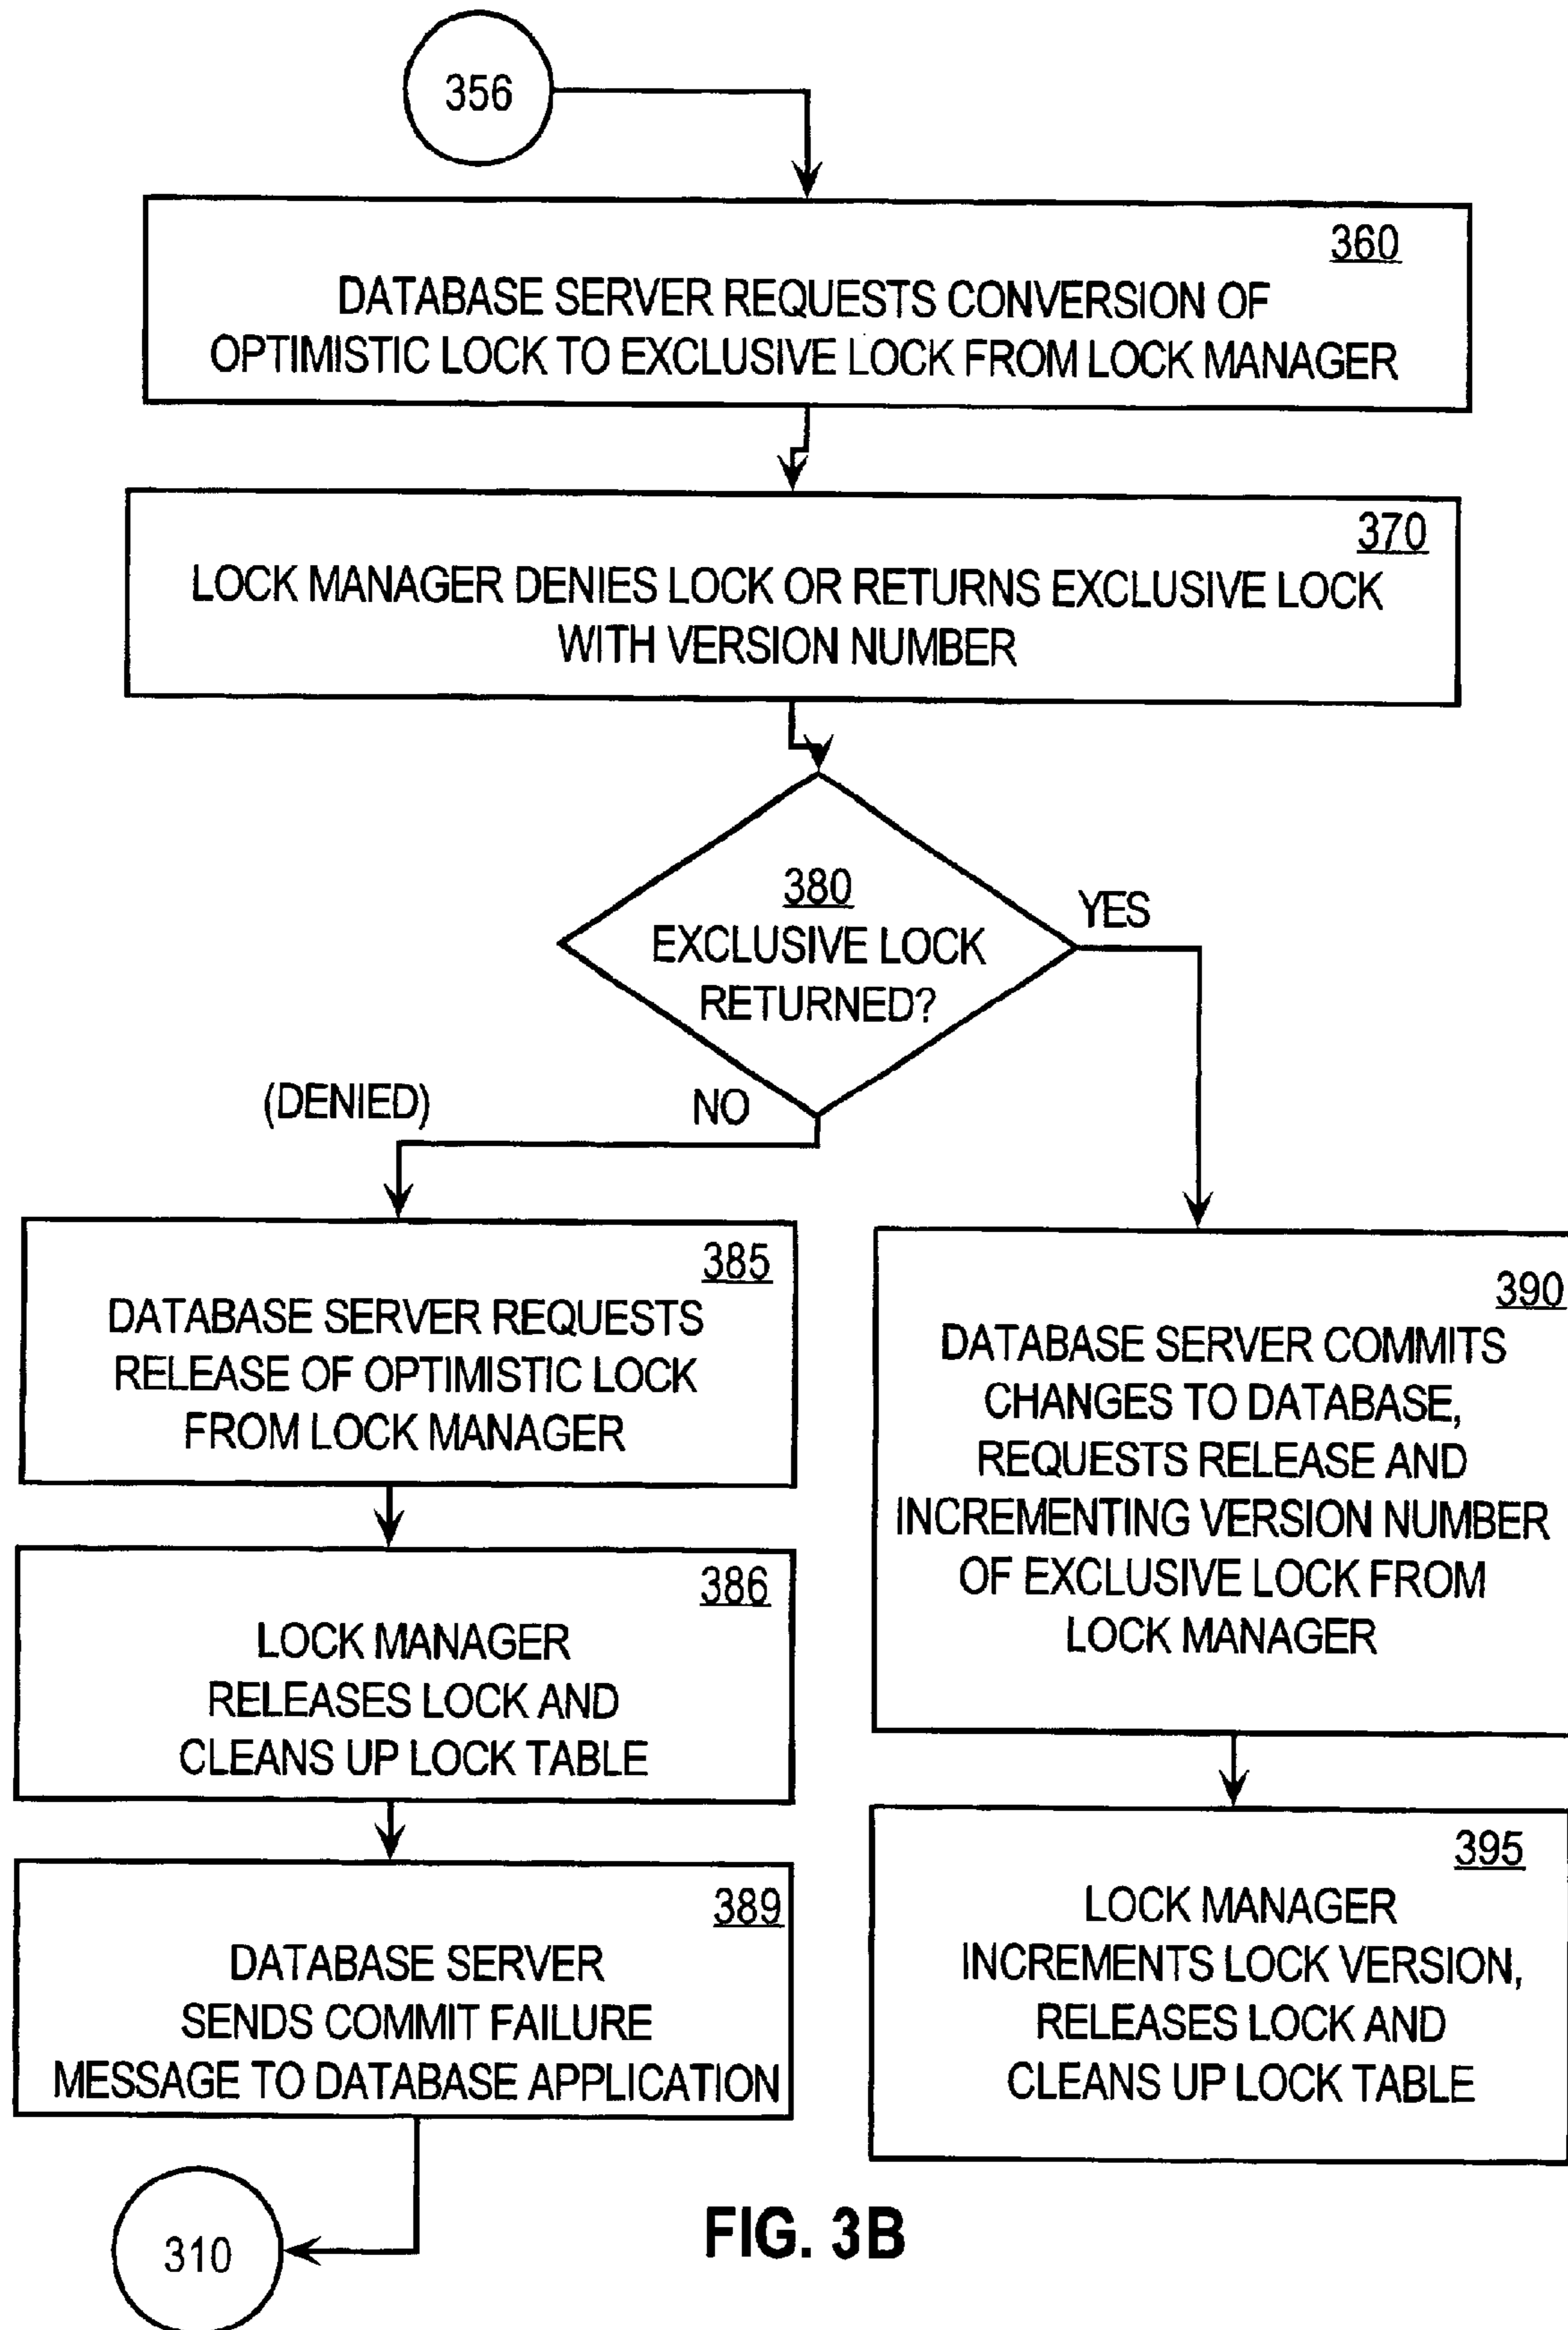 356
360
DATABASE SERVER REQUESTS CONVERSION OF
OPTIMISTIC LOCK TO EXCLUSIVE LOCK FROM LOCK MANAGER
370
LOCK MANAGER DENIES LOCK OR RETURNS EXCLUSIVE LOCK
WITH VERSION NUMBER
380
EXCLUSIVE LOCK
RETURNED?
YES
(DENIED)
NO
385
DATABASE SERVER REQUESTS
RELEASE OF OPTIMISTIC LOCK
FROM LOCK MANAGER
390
DATABASE SERVER COMMITS
CHANGES TO DATABASE,
REQUESTS RELEASE AND
INCREMENTING VERSION NUMBER
OF EXCLUSIVE LOCK FROM
LOCK MANAGER
386
LOCK MANAGER
RELEASES LOCK AND
CLEANS UP LOCK TABLE
395
LOCK MANAGER
INCREMENTS LOCK VERSION,
RELEASES LOCK AND
CLEANS UP LOCK TABLE
389
DATABASE SERVER
SENDS COMMIT FAILURE
MESSAGE TO DATABASE APPLICATION
310
FIG. 3B